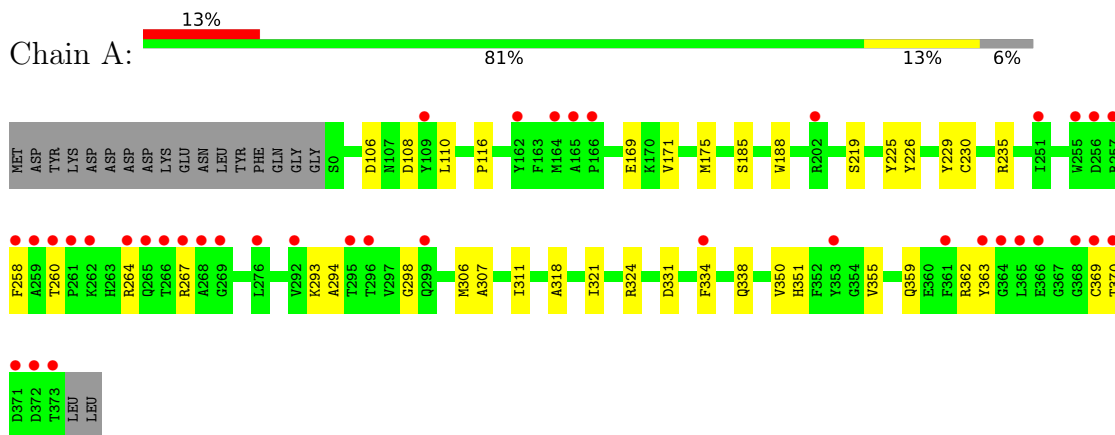 13%
Chain A:
81% 13% 6%
MET ASP TYR LYS ASP ASP ASP ASP LYS GLU ASN LEU TYR PHE GLN GLY GLY S0 D106 N107 D108 Y109 L110 P116 Y162 F163 M164 A165 P166 E169 K170 V171 M175 S185 W188 R202 S219 Y225 Y226 Y229 C230 R235 I251 W255 D256 R257
F258 A259 T260 P261 K262 H263 R264 Q265 T266 R267 A268 G269 L276 V292 K293 A294 T295 T296 V297 G298 Q299 M306 A307 I311 A318 I321 R324 D331 F334 Q338 V350 H351 F352 Y353 G354 V355 Q359 E360 F361 R362 Y363 G364 L365 E366 G367 G368 C369 T370
D371 D372 T373 LEU LEU